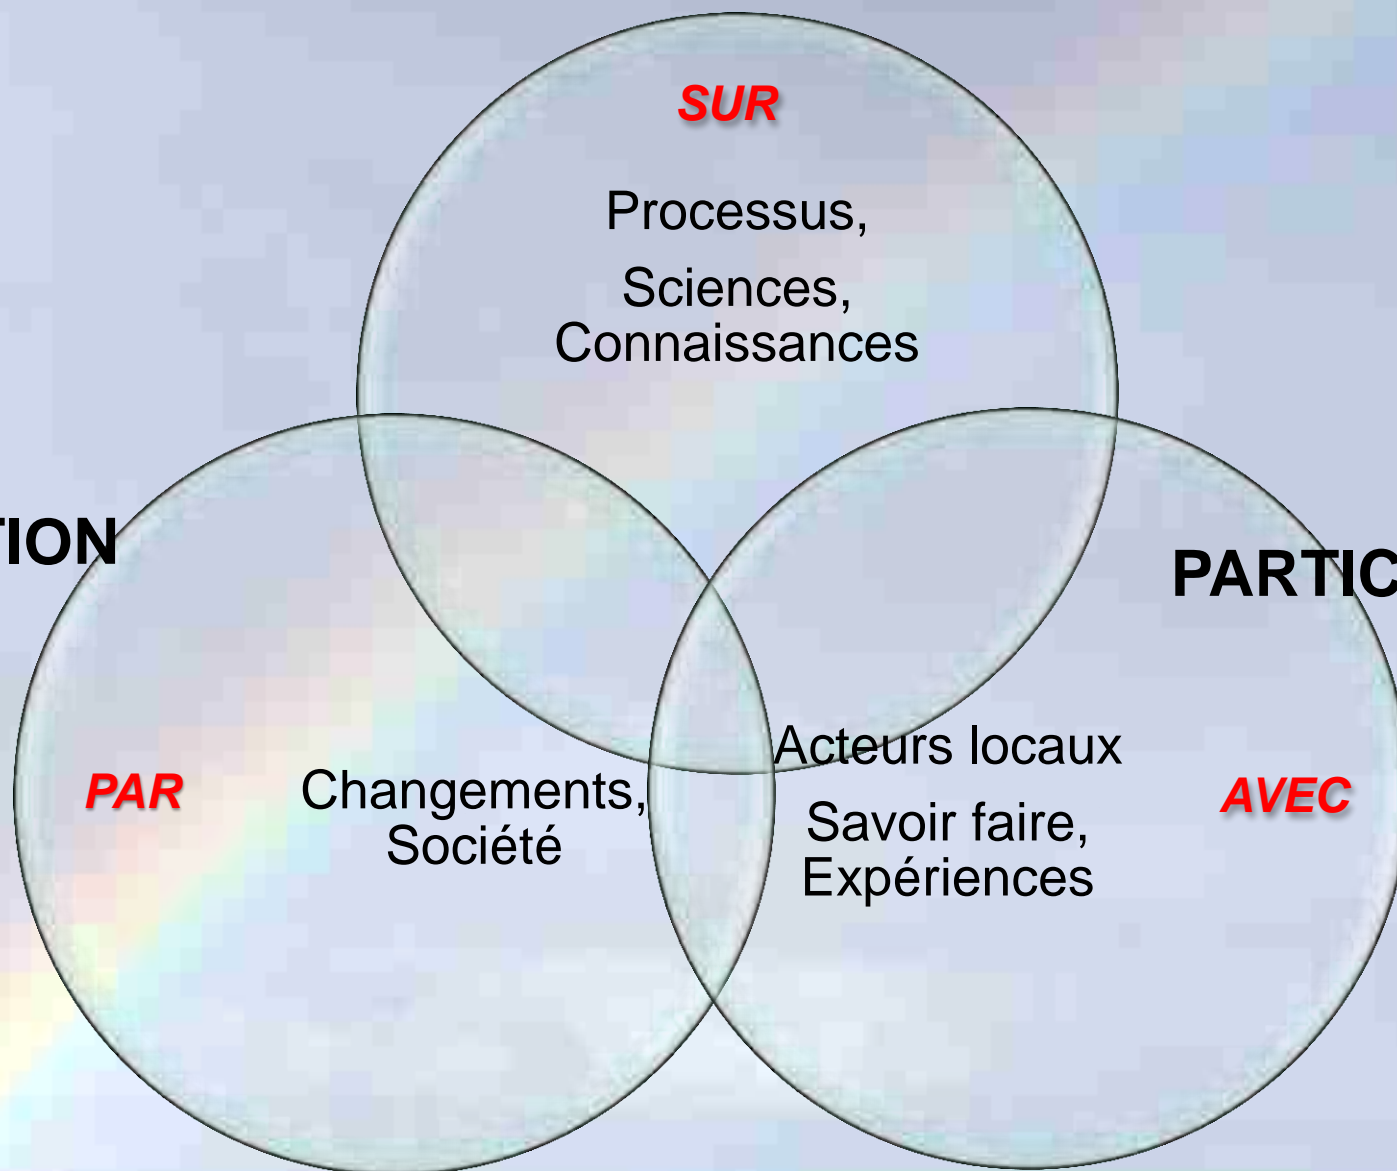 SUR
Processus,
Sciences,
Connaissances
TION
PARTIC
PAR
Changements,
Société
Acteurs locaux
Savoir faire,
Expériences
AVEC